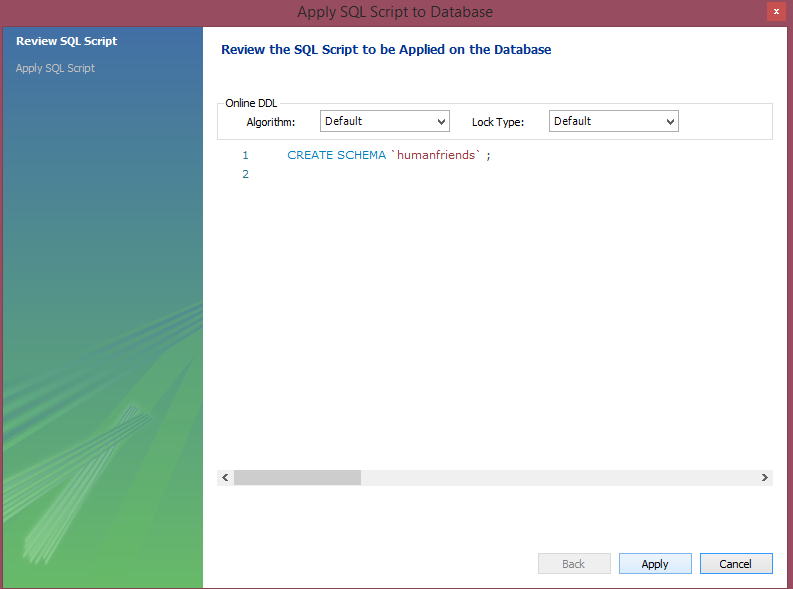 Apply SQL Script to Database
x
Review SQL Script
Apply SQL Script
Review the SQL Script to be Applied on the Database
Online DDL
Algorithm: Default Lock Type: Default
1 CREATE SCHEMA `humanfriends` ;
2
Back Apply Cancel